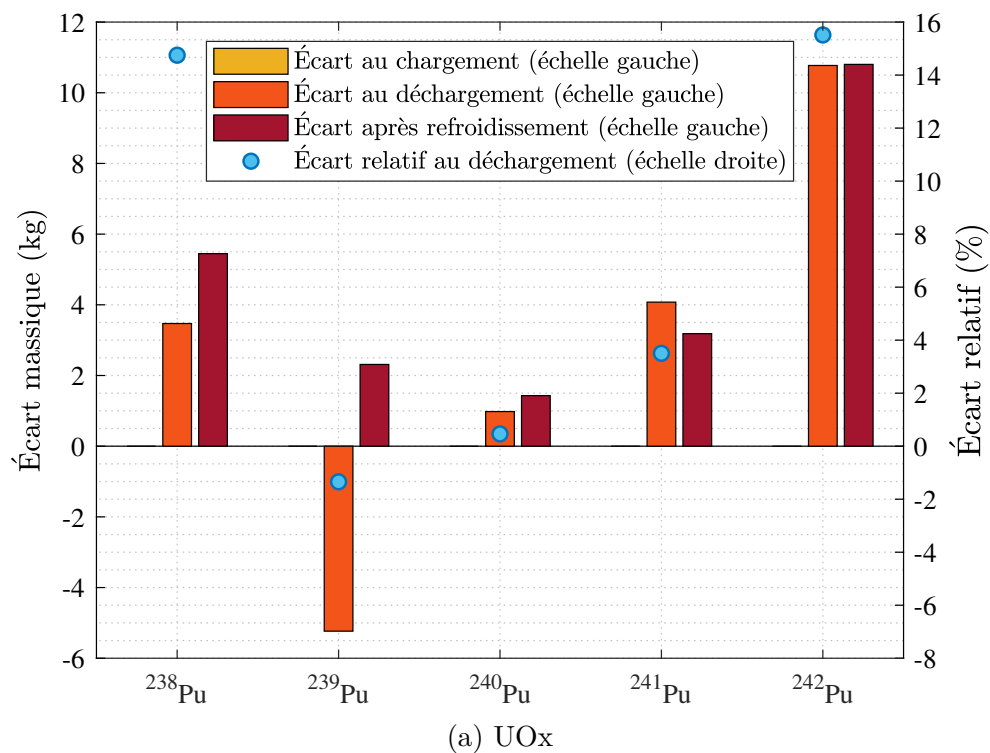 12
10
8
6
4
2
0
-2
-4
-6
Écart massique (kg)
Écart au chargement (échelle gauche)
Écart au déchargement (échelle gauche)
Écart après refroidissement (échelle gauche)
Écart relatif au déchargement (échelle droite)
16
14
12
10
8
6
4
2
0
-2
-4
-6
-8
Écart relatif (%)
²³⁸Pu ²³⁹Pu ²⁴⁰Pu ²⁴¹Pu ²⁴²Pu
(a) UOx